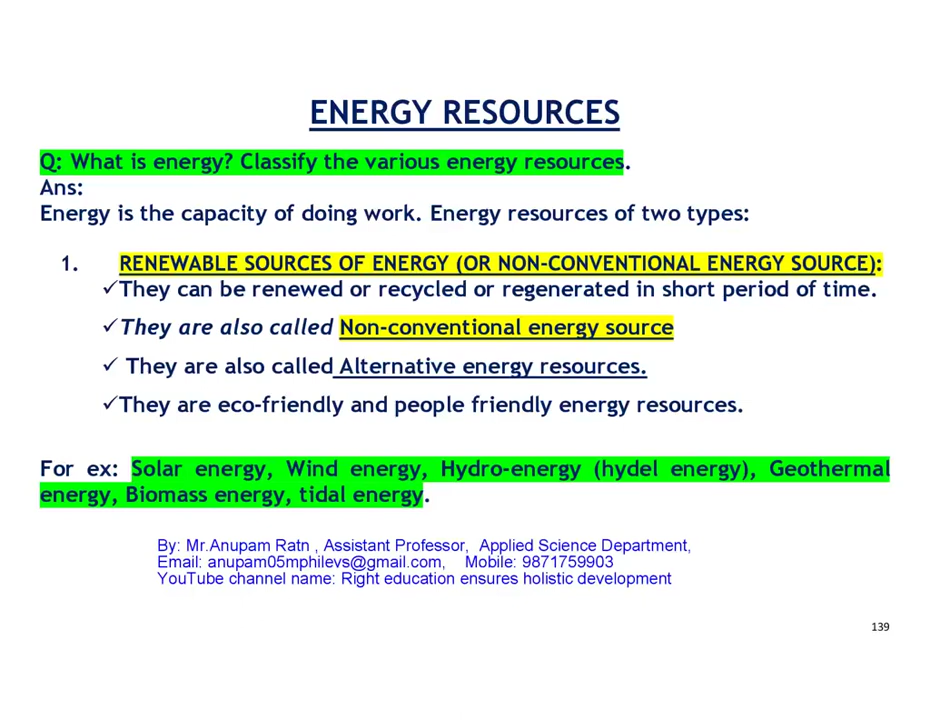 ENERGY RESOURCES
Q: What is energy? Classify the various energy resources.
Ans:
Energy is the capacity of doing work. Energy resources of two types:
1. RENEWABLE SOURCES OF ENERGY (OR NON-CONVENTIONAL ENERGY SOURCE):
✓They can be renewed or recycled or regenerated in short period of time.
✓They are also called Non-conventional energy source
✓ They are also called Alternative energy resources.
✓They are eco-friendly and people friendly energy resources.
For ex: Solar energy, Wind energy, Hydro-energy (hydel energy), Geothermal
energy, Biomass energy, tidal energy.
By: Mr.Anupam Ratn , Assistant Professor, Applied Science Department,
Email: anupam05mphilevs@gmail.com, Mobile: 9871759903
YouTube channel name: Right education ensures holistic development
139